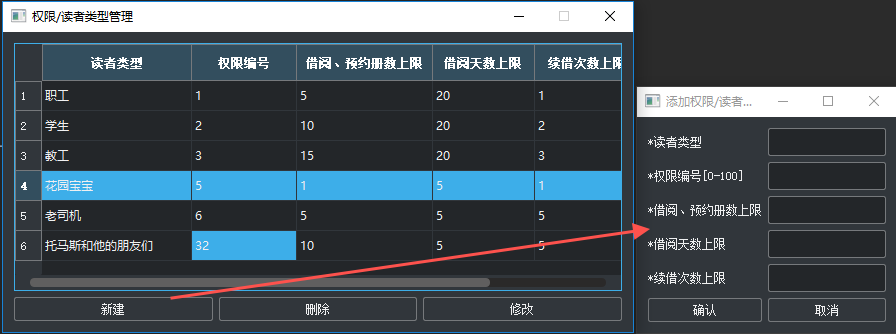 权限/读者类型管理
读者类型 权限编号 借阅、预约册数上限 借阅天数上限 续借次数上限
1 职工 1 5 20 1
2 学生 2 10 20 2
3 教工 3 15 20 3
4 花园宝宝 5 1 5 1
5 老司机 6 5 5 5
6 托马斯和他的朋友们 32 10 5 5
新建 删除 修改
添加权限/读者...
*读者类型
*权限编号[0-100]
*借阅、预约册数上限
*借阅天数上限
*续借次数上限
确认 取消